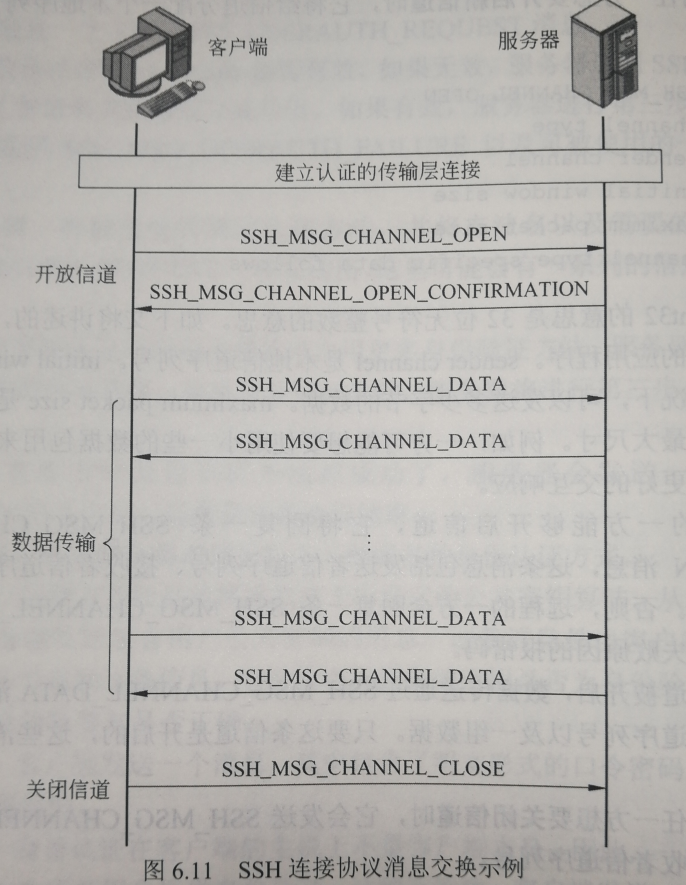 客户端
服务器
建立认证的传输层连接
SSH_MSG_CHANNEL_OPEN
开放信道
SSH_MSG_CHANNEL_OPEN_CONFIRMATION
SSH_MSG_CHANNEL_DATA
SSH_MSG_CHANNEL_DATA
数据传输
⋮
SSH_MSG_CHANNEL_DATA
SSH_MSG_CHANNEL_DATA
SSH_MSG_CHANNEL_CLOSE
关闭信道
图 6.11 SSH 连接协议消息交换示例